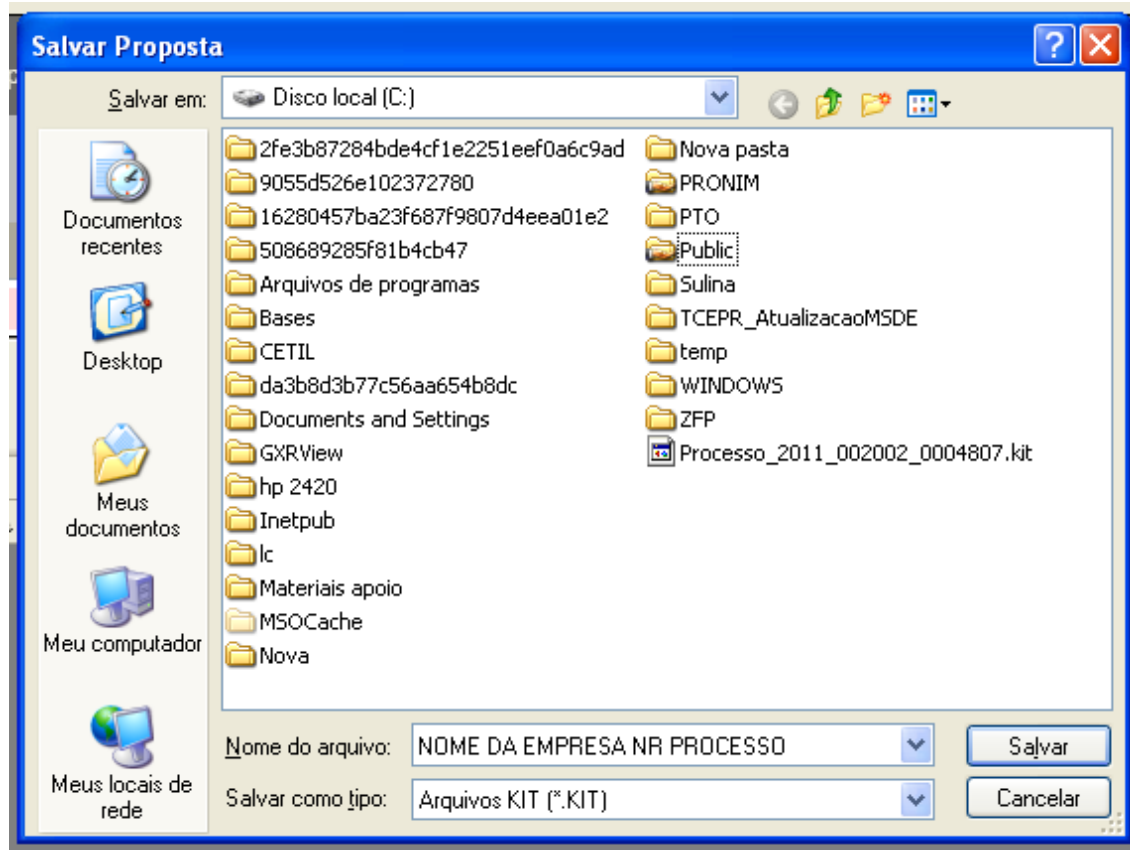 Salvar Proposta
Salvar em:
Disco local (C:)
Documentos
recentes
Desktop
Meus
documentos
Meu computador
Meus locais de
rede
2fe3b87284bde4cf1e2251eef0a6c9ad
9055d526e102372780
16280457ba23f687f9807d4eea01e2
508689285f81b4cb47
Arquivos de programas
Bases
CETIL
da3b8d3b77c56aa654b8dc
Documents and Settings
GXRView
hp 2420
Inetpub
lc
Materiais apoio
MSOCache
Nova
Nova pasta
PRONIM
PTO
Public
Sulina
TCEPR_AtualizacaoMSDE
temp
WINDOWS
ZFP
Processo_2011_002002_0004807.kit
Nome do arquivo:
NOME DA EMPRESA NR PROCESSO
Salvar
Salvar como tipo:
Arquivos KIT (*.KIT)
Cancelar